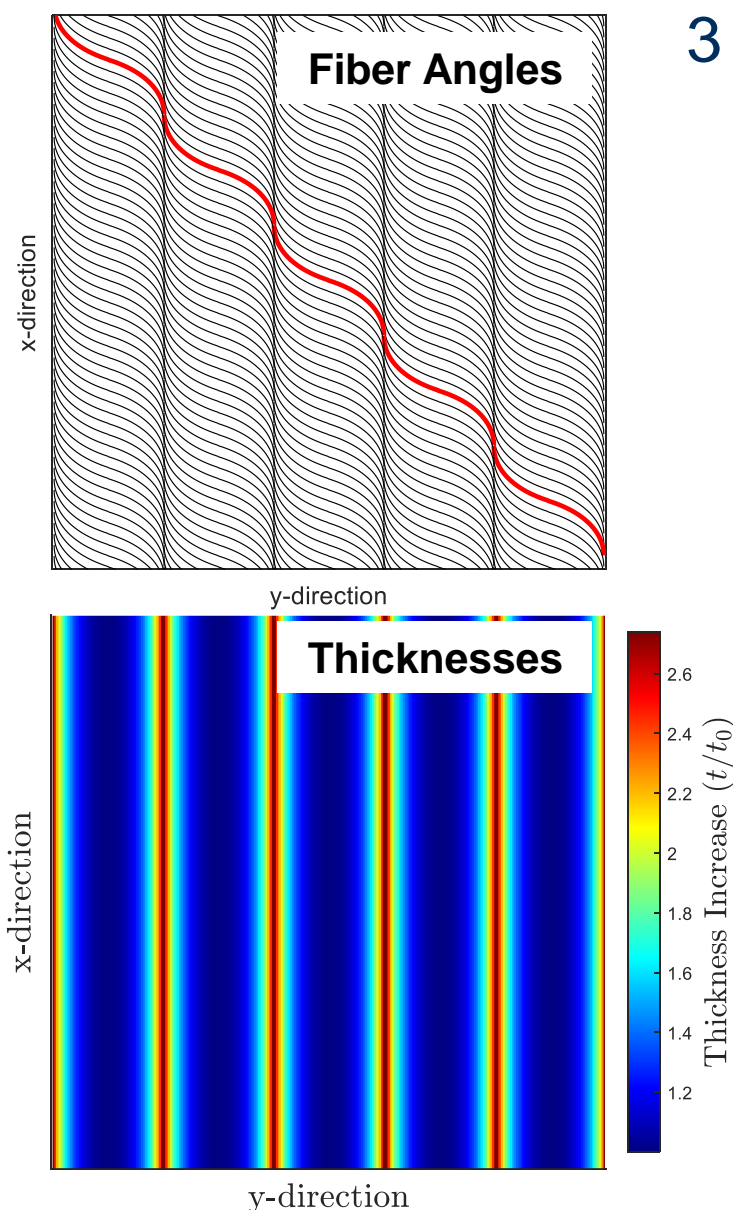 3
Fiber Angles
x-direction
y-direction
Thicknesses
2.6
2.4
2.2
2
1.8
1.6
1.4
1.2
Thickness Increase (t/t₀)
x-direction
y-direction